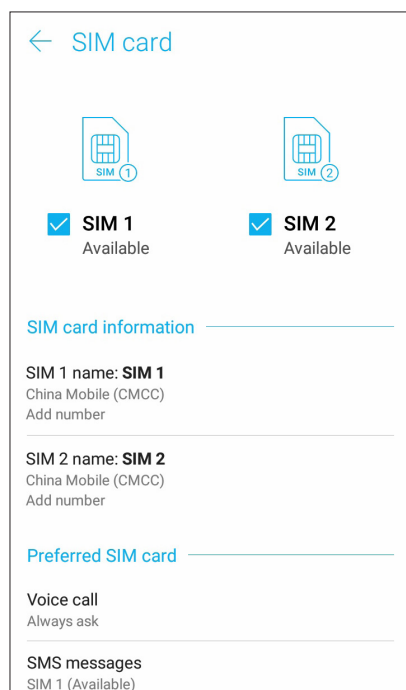 SIM card
SIM 1
SIM 2
SIM 1
SIM 2
Available
Available
SIM card information
SIM 1 name: SIM 1
China Mobile (CMCC)
Add number
SIM 2 name: SIM 2
China Mobile (CMCC)
Add number
Preferred SIM card
Voice call
Always ask
SMS messages
SIM 1 (Available)